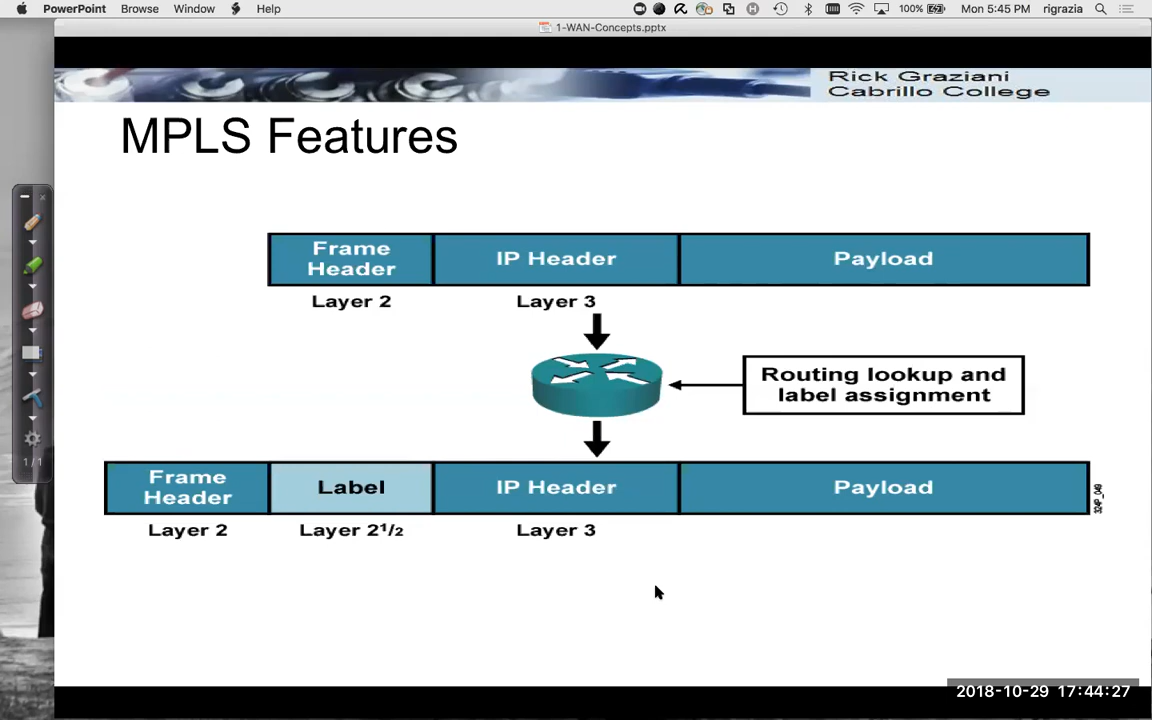 PowerPoint Browse Window Help 100% Mon 5:45 PM rigrazia
1-WAN-Concepts.pptx
Rick Graziani
Cabrillo College
MPLS Features
Frame
Header
IP Header
Payload
Layer 2
Layer 3
Routing lookup and
label assignment
Frame
Header
Label
IP Header
Payload
Layer 2
Layer 2¹/₂
Layer 3
324P_049
1/1
2018-10-29 17:44:27